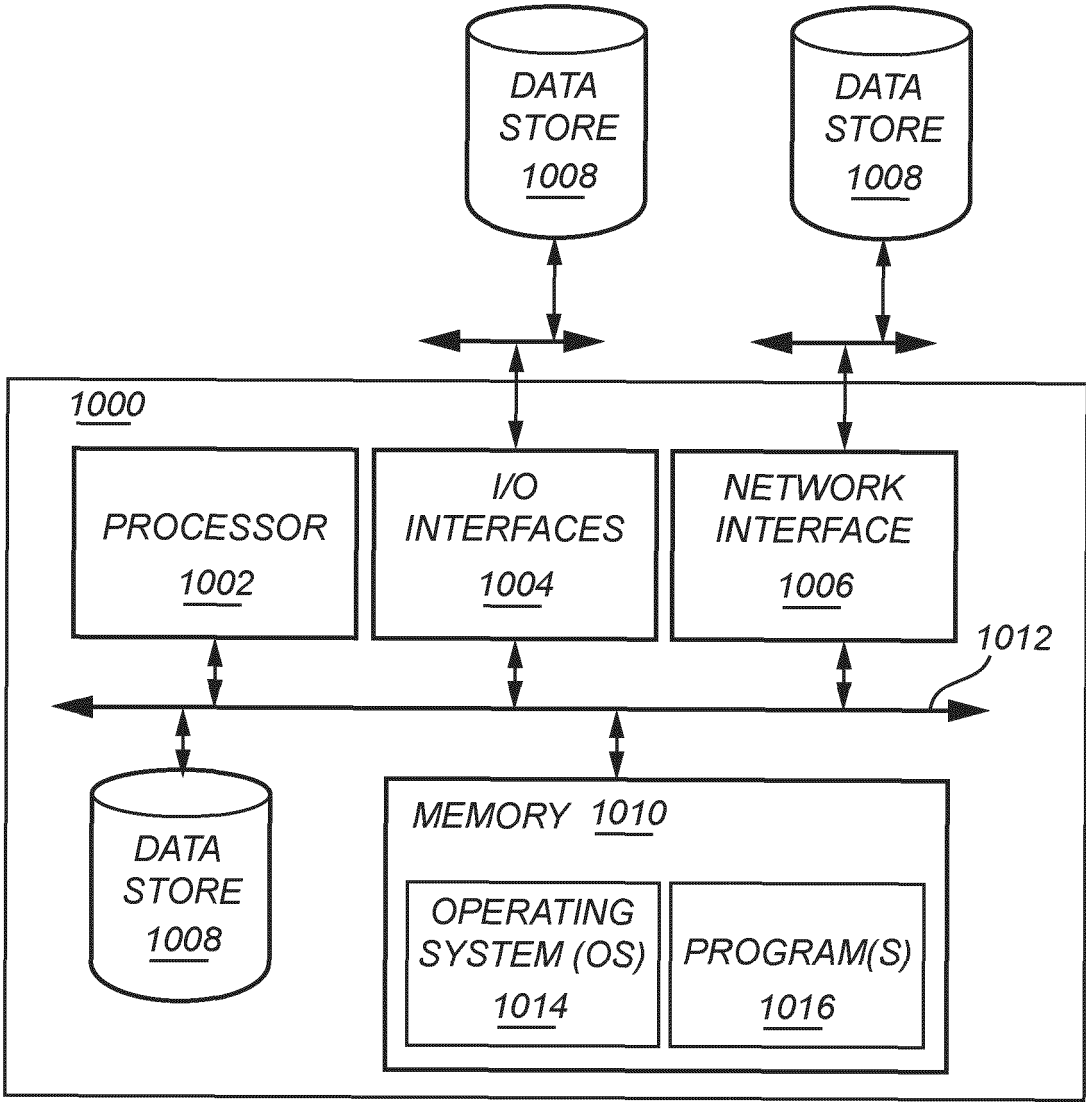 DATA
STORE
1008
DATA
STORE
1008
1000
PROCESSOR
1002
I/O
INTERFACES
1004
NETWORK
INTERFACE
1006
1012
DATA
STORE
1008
MEMORY 1010
OPERATING
SYSTEM (OS)
1014
PROGRAM(S)
1016